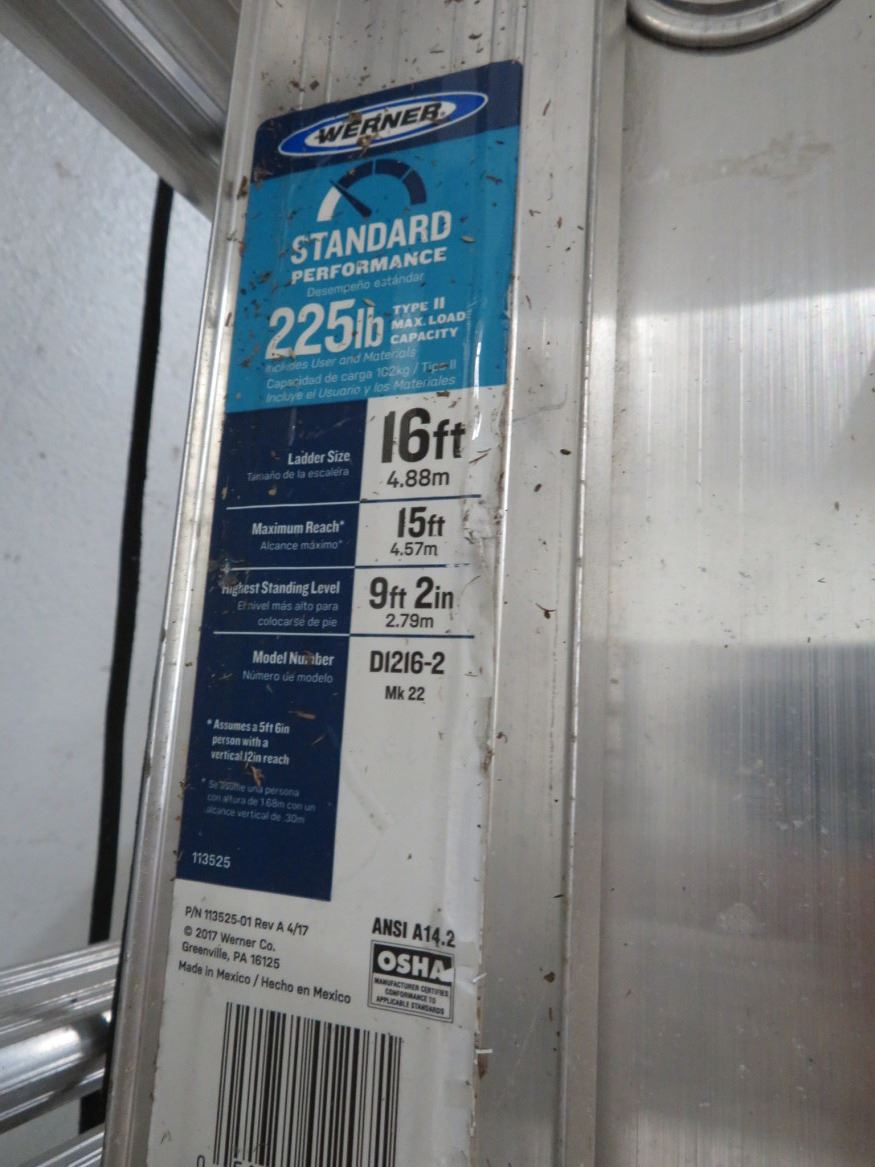 WERNER
STANDARD
PERFORMANCE
Desempeño estándar
225lb TYPE II MAX. LOAD CAPACITY
Includes User and Materials
Capacidad de carga 102kg / Tipo II
Incluye el Usuario y los Materiales
Ladder Size 16ft
Tamaño de la escalera 4.88m
Maximum Reach* 15ft
Alcance máximo* 4.57m
Highest Standing Level 9ft 2in
El nivel más alto para 2.79m
colocarse de pie
Model Number D1216-2
Número de modelo Mk 22
* Assumes a 5ft 6in
person with a
vertical 12in reach
* Se asume una persona
con altura de 1.68m con un
alcance vertical de .30m
113525
P/N 113525-01 Rev A 4/17
© 2017 Werner Co.
Greenville, PA 16125
Made in Mexico / Hecho en Mexico
ANSI A14.2
OSHA
MANUFACTURER CERTIFIES
CONFORMANCE TO
APPLICABLE STANDARDS